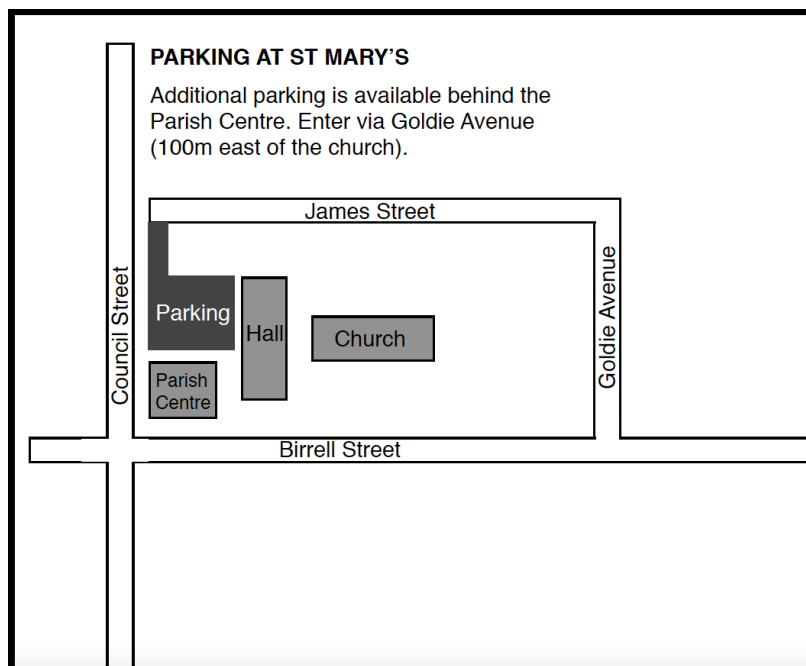 PARKING AT ST MARY’S
Additional parking is available behind the
Parish Centre. Enter via Goldie Avenue
(100m east of the church).
James Street
Council Street
Parking
Hall
Church
Goldie Avenue
Parish
Centre
Birrell Street